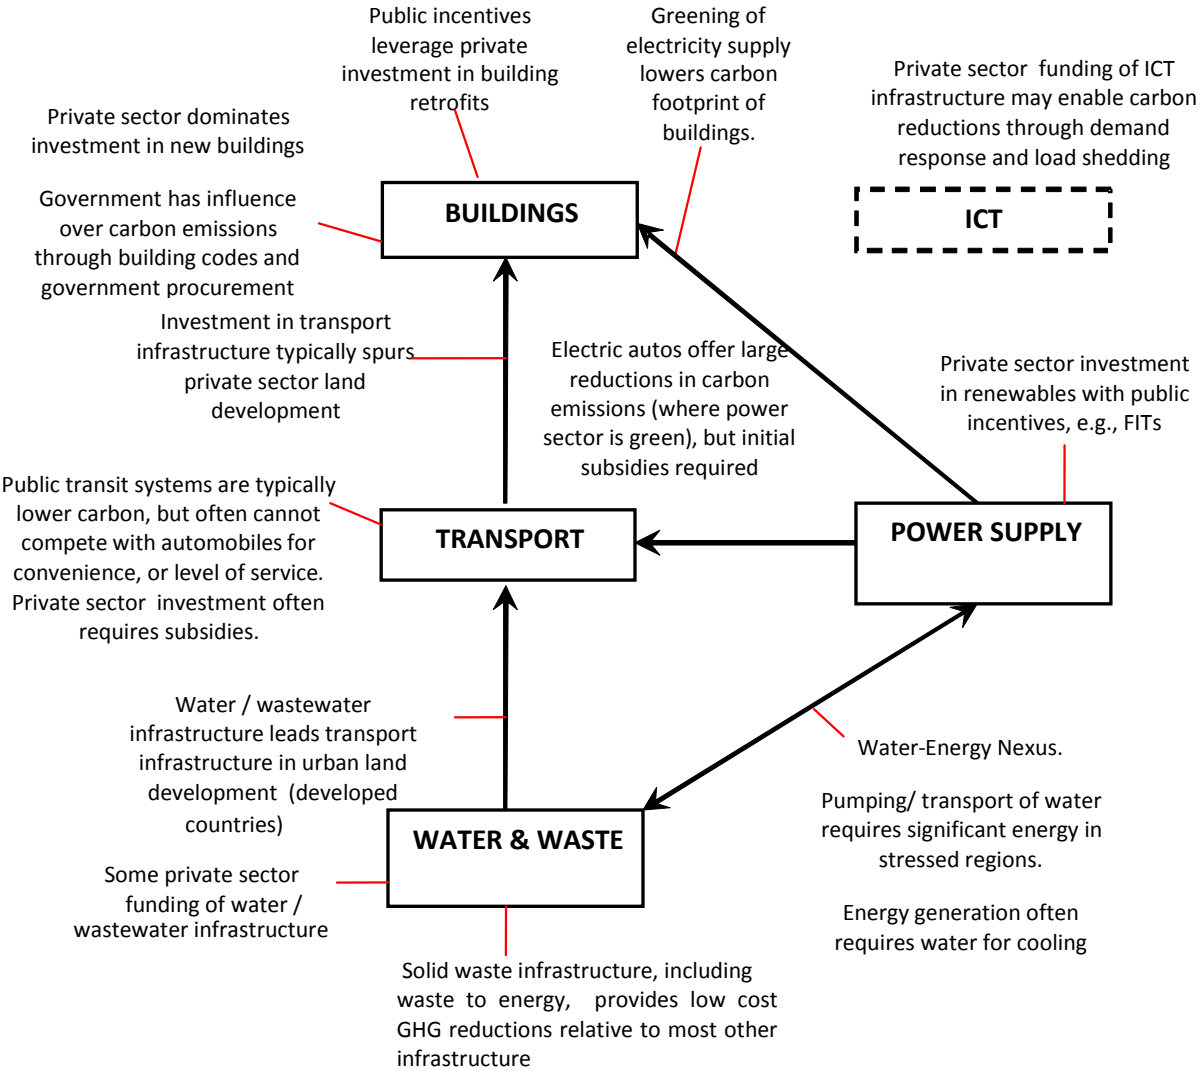 Public incentives
leverage private
investment in building
retrofits
Greening of
electricity supply
lowers carbon
footprint of
buildings.
Private sector funding of ICT
infrastructure may enable carbon
reductions through demand
response and load shedding
Private sector dominates
investment in new buildings
Government has influence
over carbon emissions
through building codes and
government procurement
BUILDINGS
ICT
Investment in transport
infrastructure typically spurs
private sector land
development
Electric autos offer large
reductions in carbon
emissions (where power
sector is green), but initial
subsidies required
Private sector investment
in renewables with public
incentives, e.g., FITs
Public transit systems are typically
lower carbon, but often cannot
compete with automobiles for
convenience, or level of service.
Private sector investment often
requires subsidies.
TRANSPORT
POWER SUPPLY
Water / wastewater
infrastructure leads transport
infrastructure in urban land
development (developed
countries)
Water-Energy Nexus.
Pumping/ transport of water
requires significant energy in
stressed regions.
Energy generation often
requires water for cooling
WATER & WASTE
Some private sector
funding of water /
wastewater infrastructure
Solid waste infrastructure, including
waste to energy, provides low cost
GHG reductions relative to most other
infrastructure